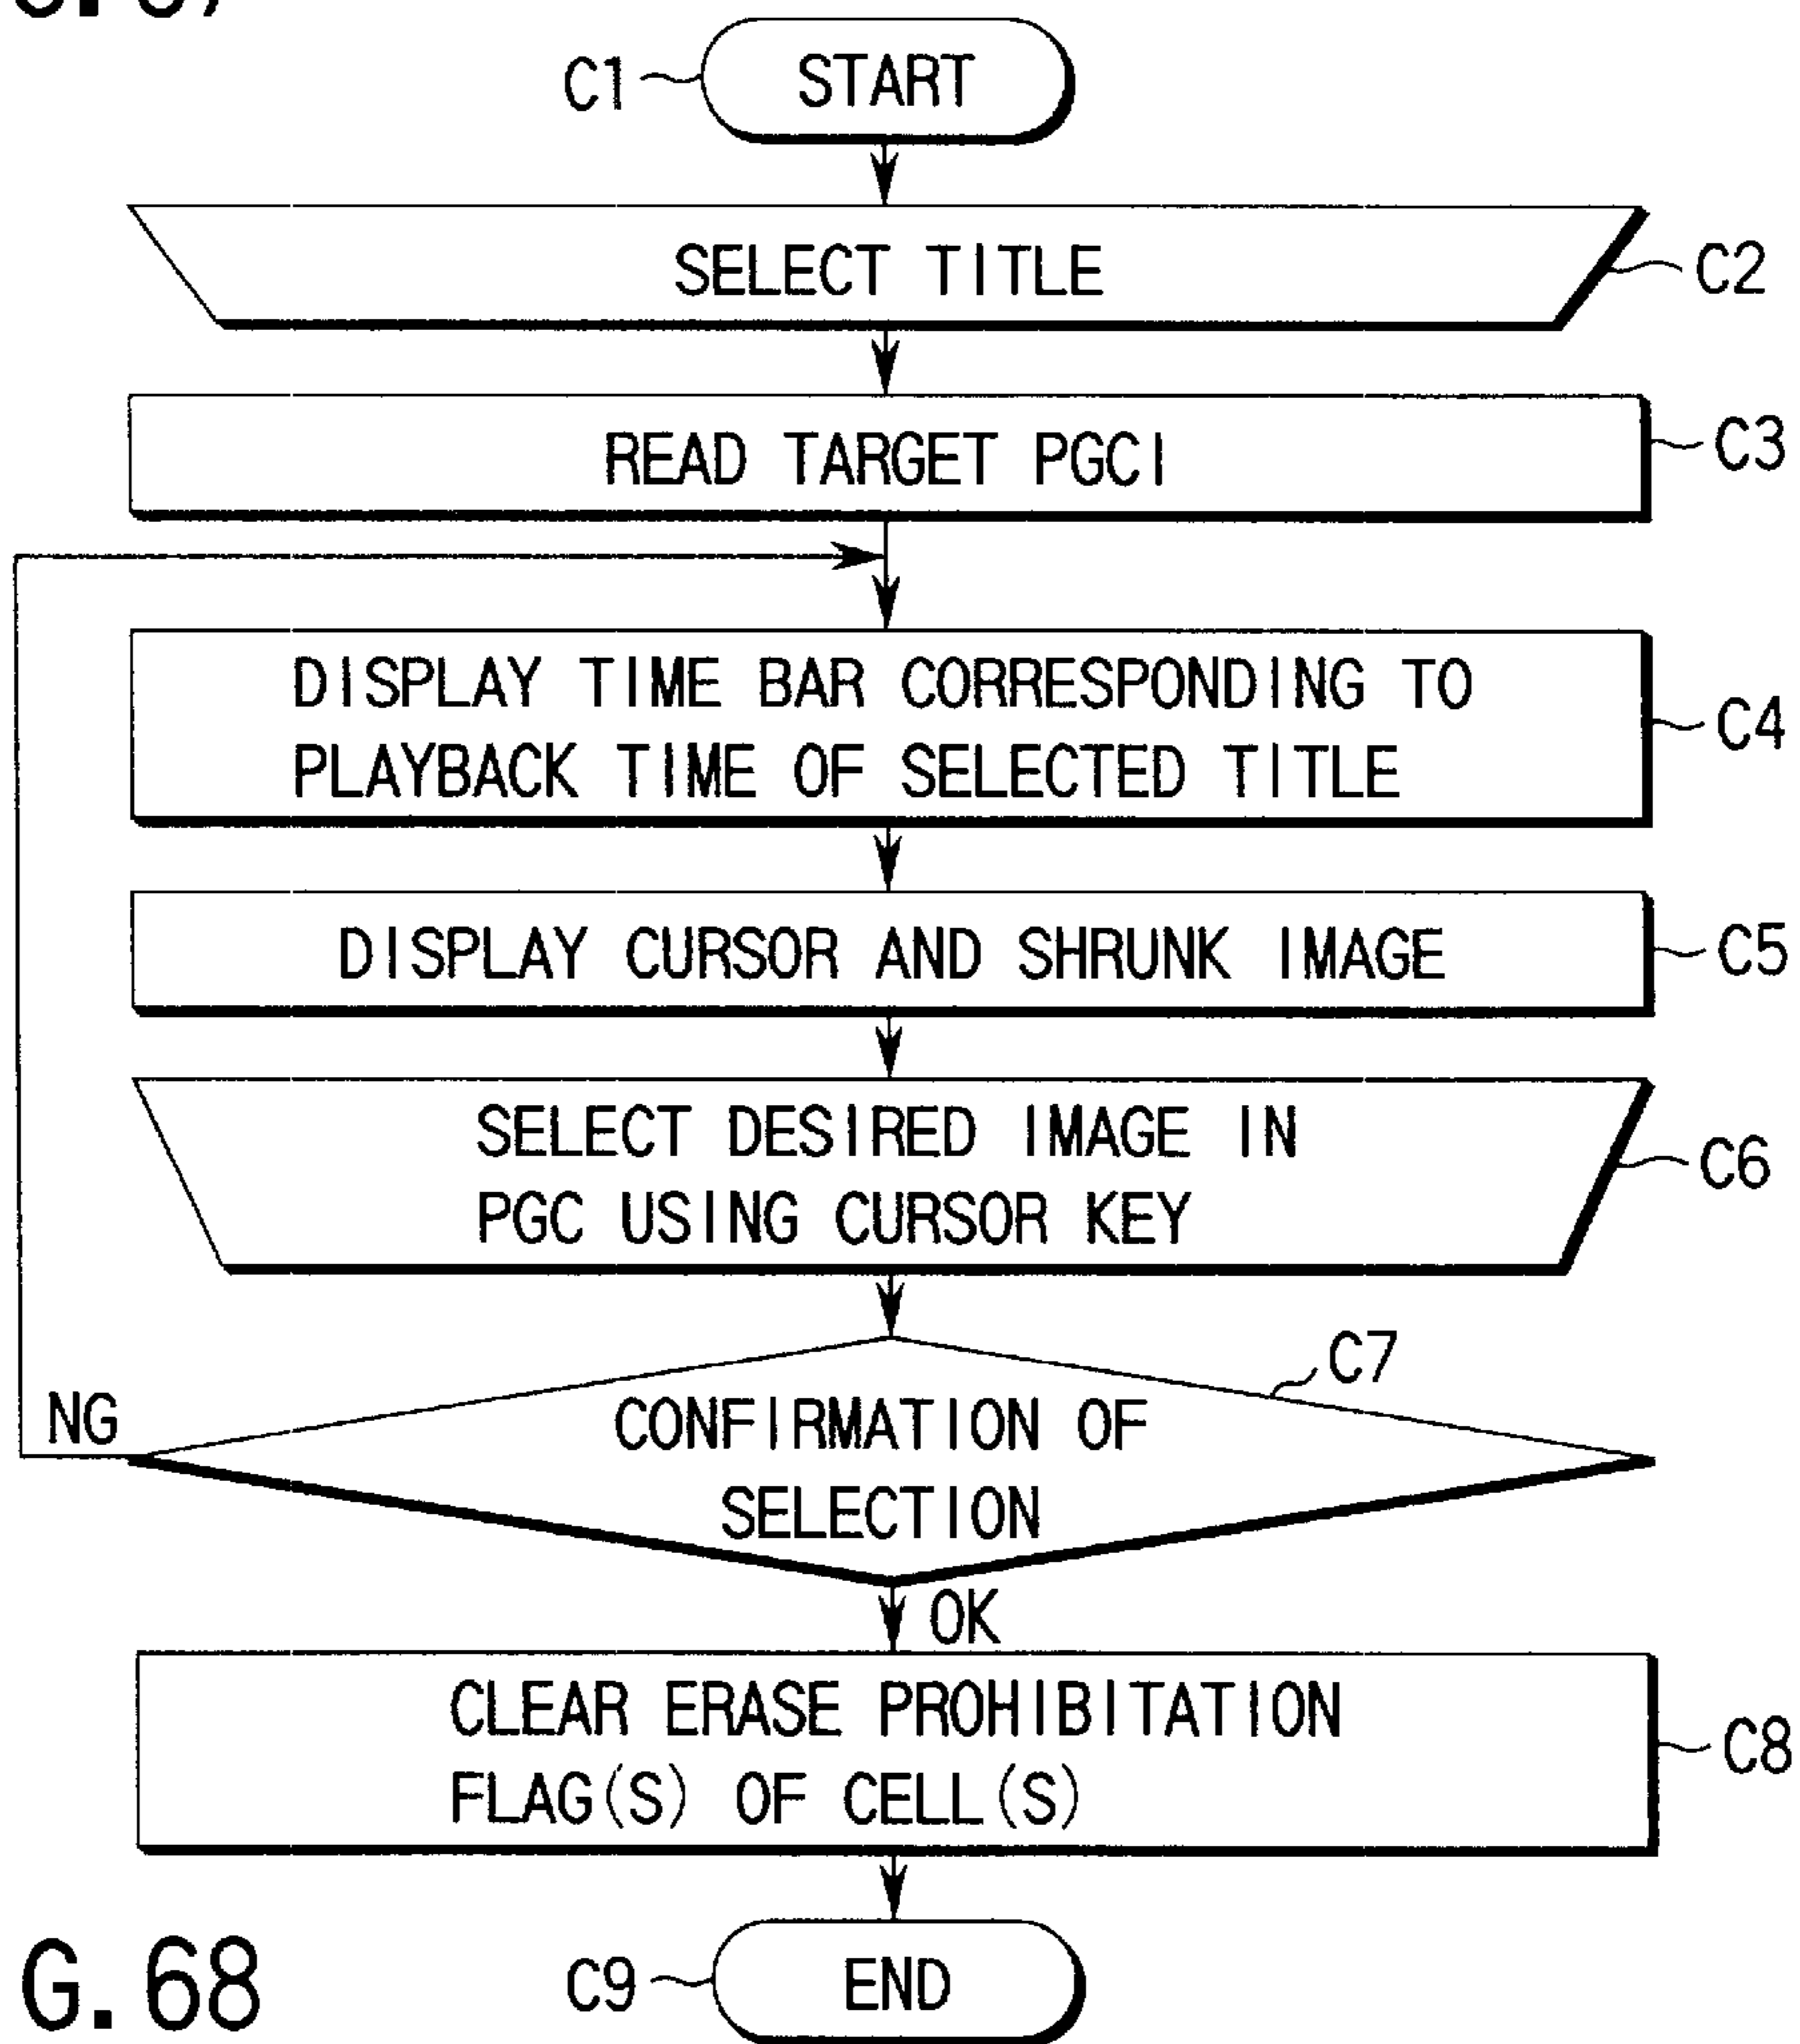 C1
START
SELECT TITLE
C2
READ TARGET PGCI
C3
DISPLAY TIME BAR CORRESPONDING TO
PLAYBACK TIME OF SELECTED TITLE
C4
DISPLAY CURSOR AND SHRUNK IMAGE
C5
SELECT DESIRED IMAGE IN
PGC USING CURSOR KEY
C6
C7
NG
CONFIRMATION OF
SELECTION
OK
CLEAR ERASE PROHIBITATION
FLAG(S) OF CELL(S)
C8
C9
END
G.68